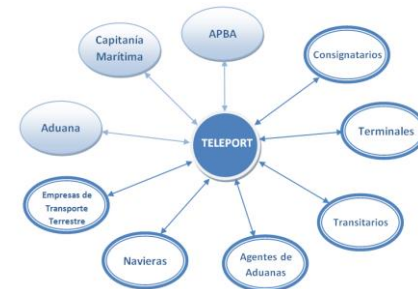 APBA
Capitanía
Marítima
Consignatarios
Aduana
TELEPORT
Terminales
Empresas de
Transporte
Terrestre
Transitarios
Navieras
Agentes de
Aduanas